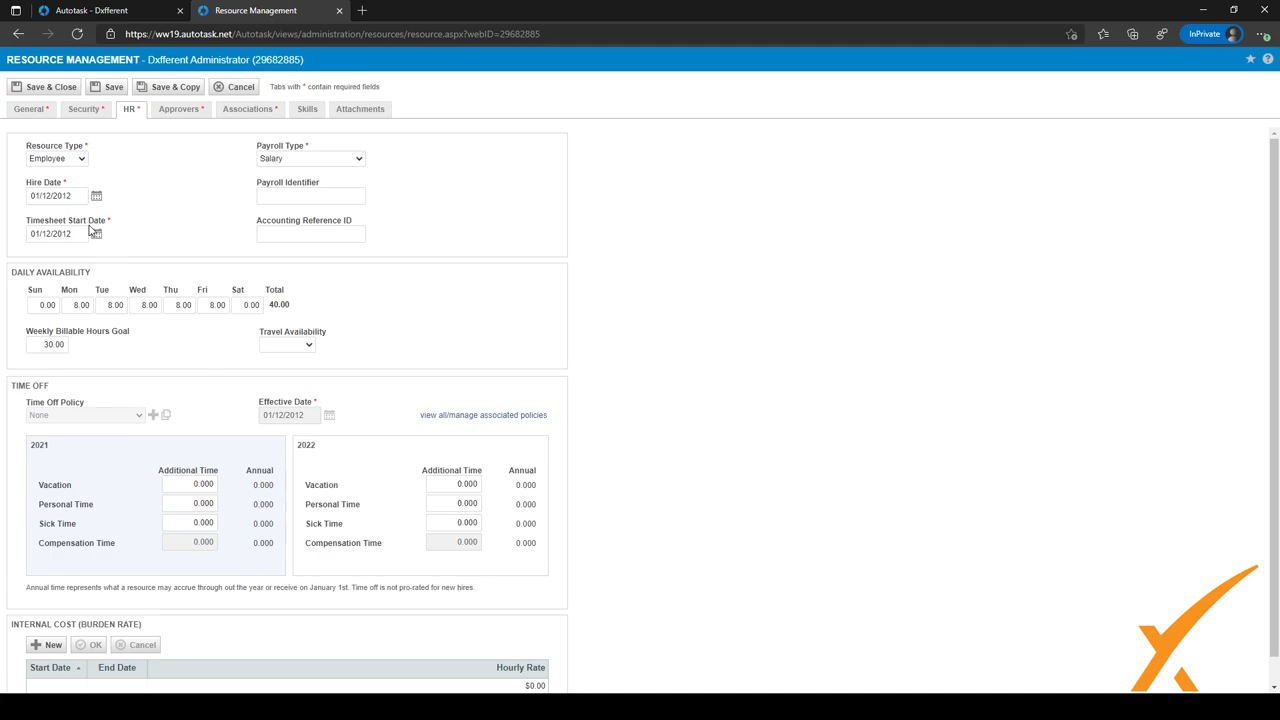 Autotask - Dxfferent
Resource Management
https://ww19.autotask.net/Autotask/views/administration/resources/resource.aspx?webID=29682885
InPrivate
RESOURCE MANAGEMENT - Dxfferent Administrator (29682885)
Save & Close Save Save & Copy Cancel Tabs with * contain required fields
General * Security * HR * Approvers * Associations * Skills Attachments
Resource Type * Payroll Type *
Employee Salary
Hire Date * Payroll Identifier
01/12/2012
Timesheet Start Date * Accounting Reference ID
01/12/2012
DAILY AVAILABILITY
Sun Mon Tue Wed Thu Fri Sat Total
0.00 8.00 8.00 8.00 8.00 8.00 0.00 40.00
Weekly Billable Hours Goal Travel Availability
30.00
TIME OFF
Time Off Policy Effective Date *
None 01/12/2012 view all/manage associated policies
2021 2022
Additional Time Annual Additional Time Annual
Vacation 0.000 0.000 Vacation 0.000 0.000
Personal Time 0.000 0.000 Personal Time 0.000 0.000
Sick Time 0.000 0.000 Sick Time 0.000 0.000
Compensation Time 0.000 0.000 Compensation Time 0.000 0.000
Annual time represents what a resource may accrue through out the year or receive on January 1st. Time off is not pro-rated for new hires.
INTERNAL COST (BURDEN RATE)
New OK Cancel
Start Date End Date Hourly Rate
$0.00